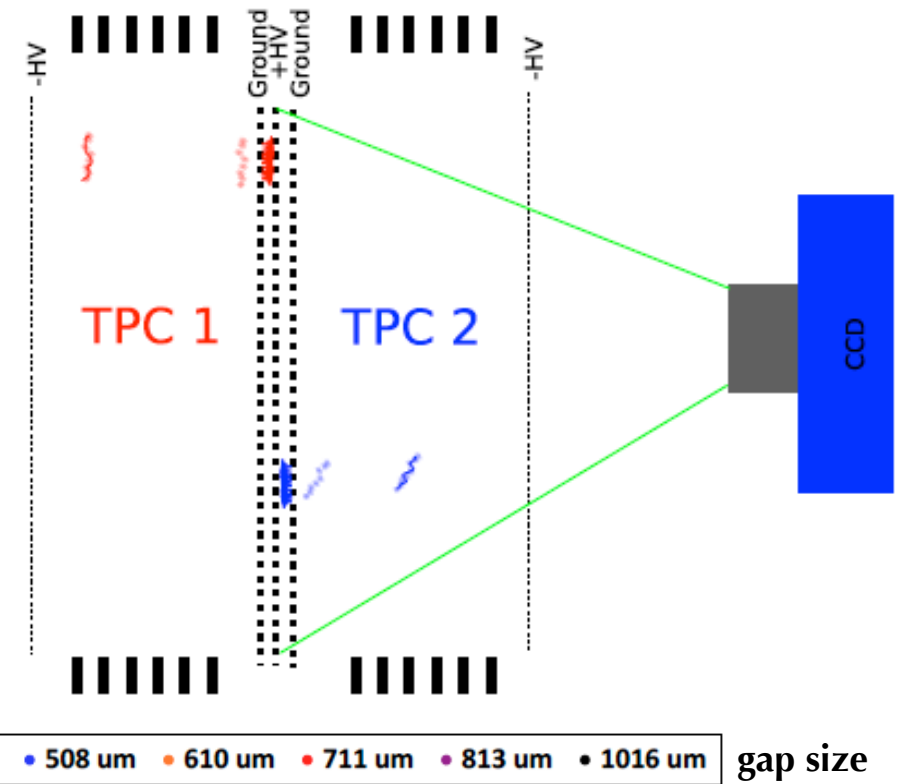 -HV
Ground
+HV
Ground
-HV
TPC 1
TPC 2
CCD
508 um 610 um 711 um 813 um 1016 um gap size